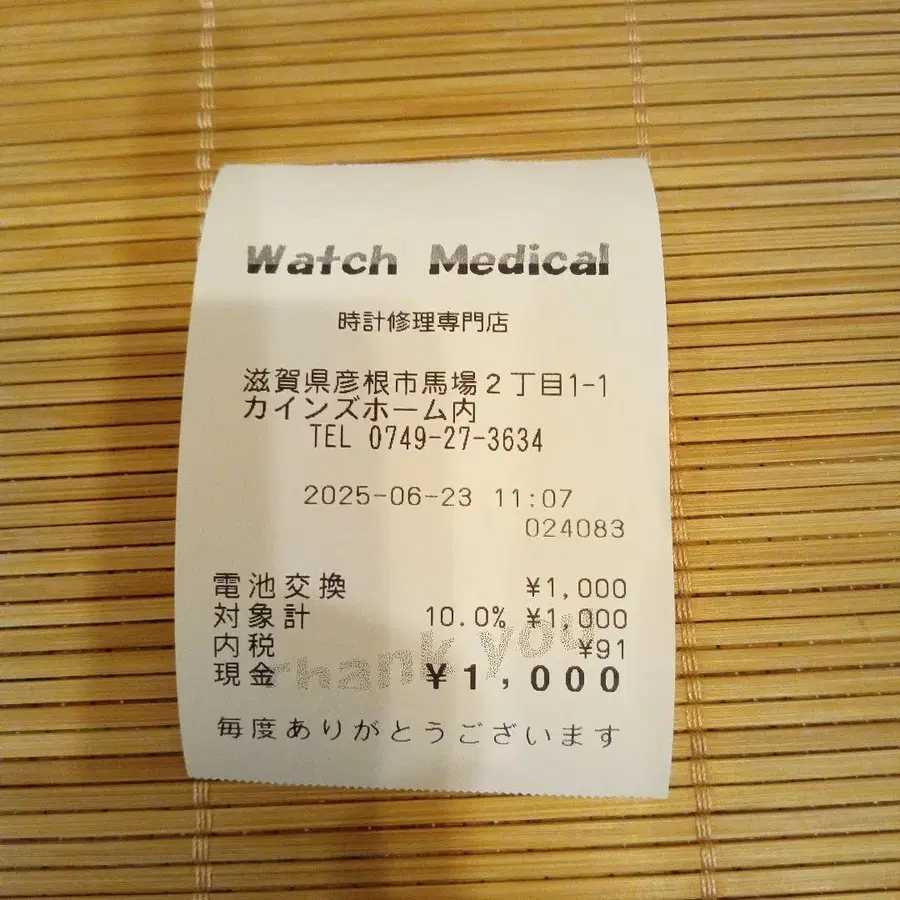 Watch Medical
時計修理専門店
滋賀県彦根市馬場２丁目1-1
カインズホーム内
TEL 0749-27-3634
2025-06-23 11:07
024083
電池交換 ¥1,000
対象計 10.0% ¥1,000
内税 ¥91
現金 ¥1,000
Thank you
毎度ありがとうございます